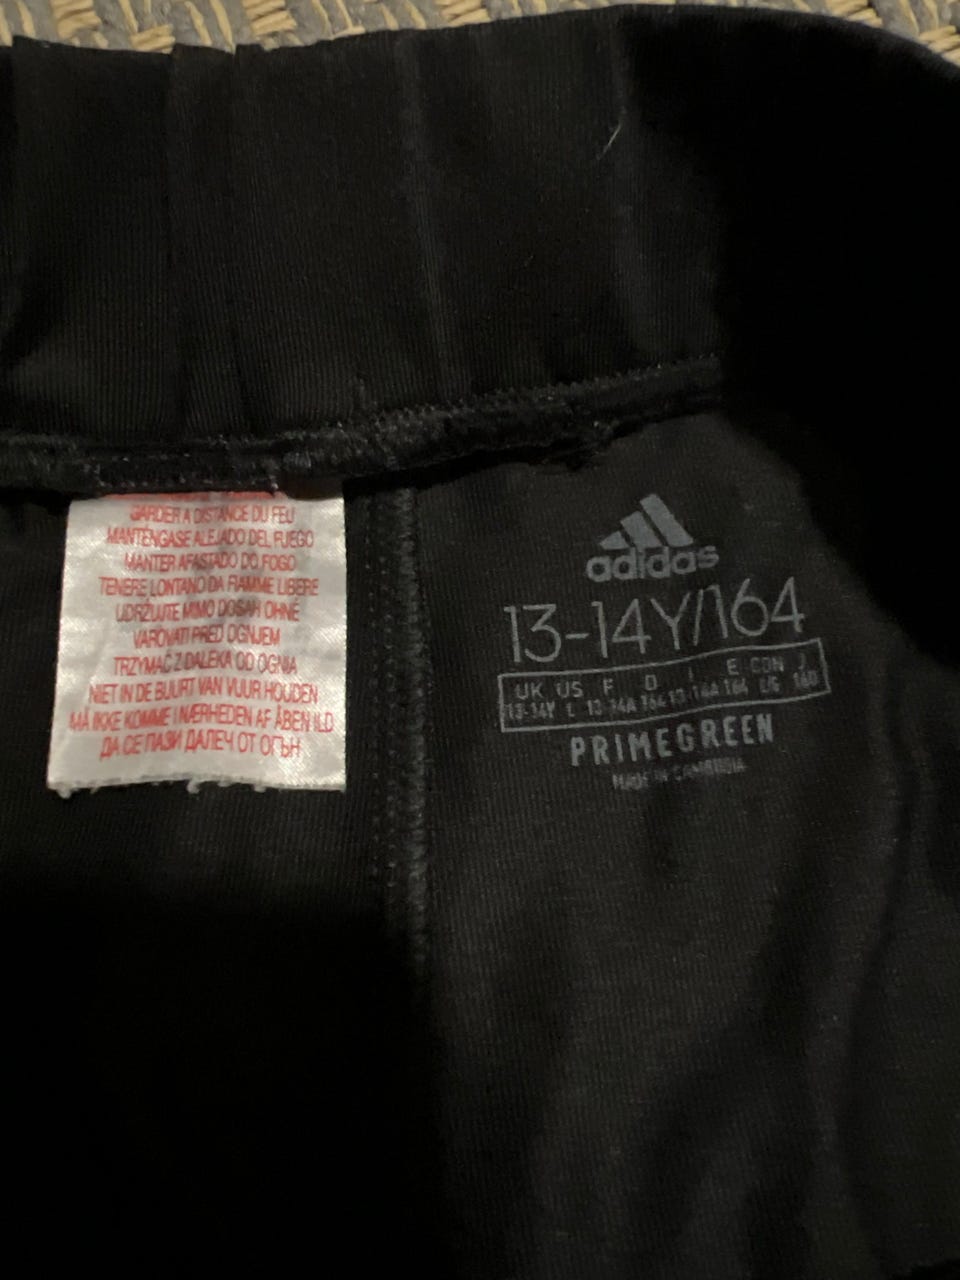 GARDER A DISTANCE DU FEU
MANTÉNGASE ALEJADO DEL FUEGO
MANTER AFASTADO DO FOGO
TENERE LONTANO DA FIAMME LIBERE
UDRŽUJTE MIMO DOSAH OHNĚ
VAROVATI PRED OGNJEM
TRZYMAĆ Z DALEKA OD OGNIA
NIET IN DE BUURT VAN VUUR HOUDEN
MÅ IKKE KOMME I NÆRHEDEN AF ÅBEN ILD
ДА СЕ ПАЗИ ДАЛЕЧ ОТ ОГЪН
adidas
13-14Y/164
UK US F D I E CDN J
13-14Y L 13-14A 164 13-14A 164 L/G 160
PRIMEGREEN
MADE IN CAMBODIA